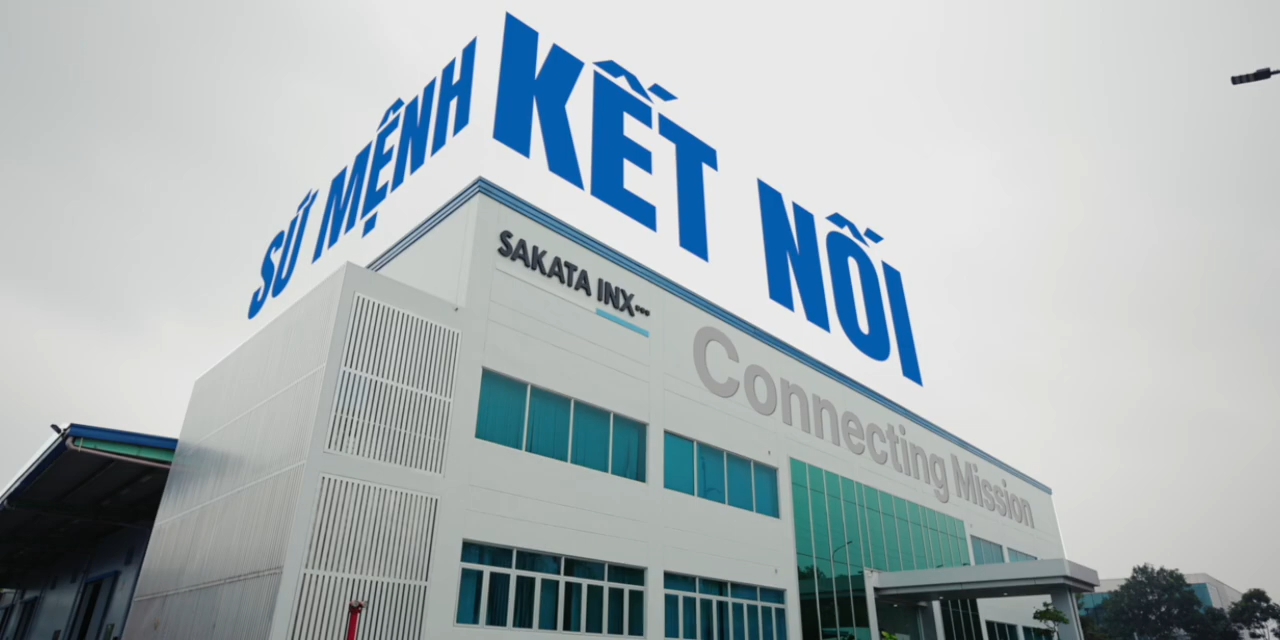 SỨ MỆNH
KẾT NỐI
SAKATA INX
Connecting Mission